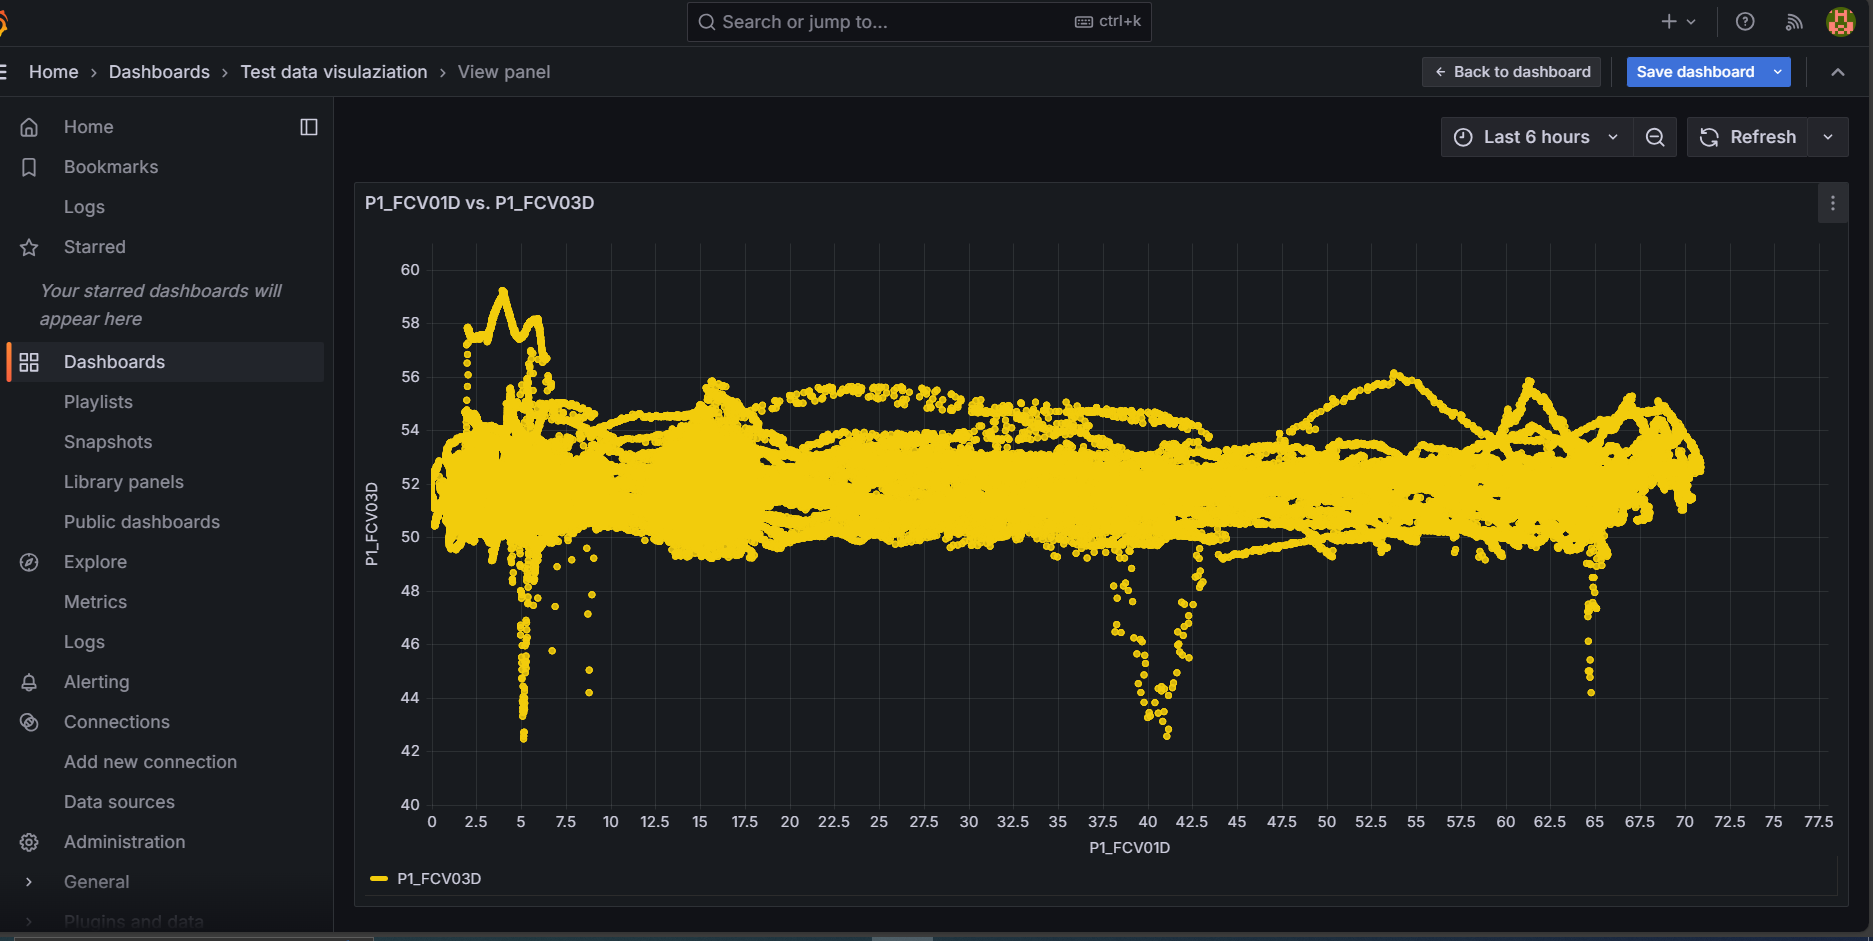 Search or jump to...
ctrl+k
Home › Dashboards › Test data visulaziation › View panel
Back to dashboard
Save dashboard
Home
Bookmarks
Logs
Starred
Your starred dashboards will
appear here
Dashboards
Playlists
Snapshots
Library panels
Public dashboards
Explore
Metrics
Logs
Alerting
Connections
Add new connection
Data sources
Administration
General
Plugins and data
Last 6 hours
Refresh
P1_FCV01D vs. P1_FCV03D
60
58
56
54
52
50
48
46
44
42
40
P1_FCV03D
0 2.5 5 7.5 10 12.5 15 17.5 20 22.5 25 27.5 30 32.5 35 37.5 40 42.5 45 47.5 50 52.5 55 57.5 60 62.5 65 67.5 70 72.5 75 77.5
P1_FCV01D
P1_FCV03D